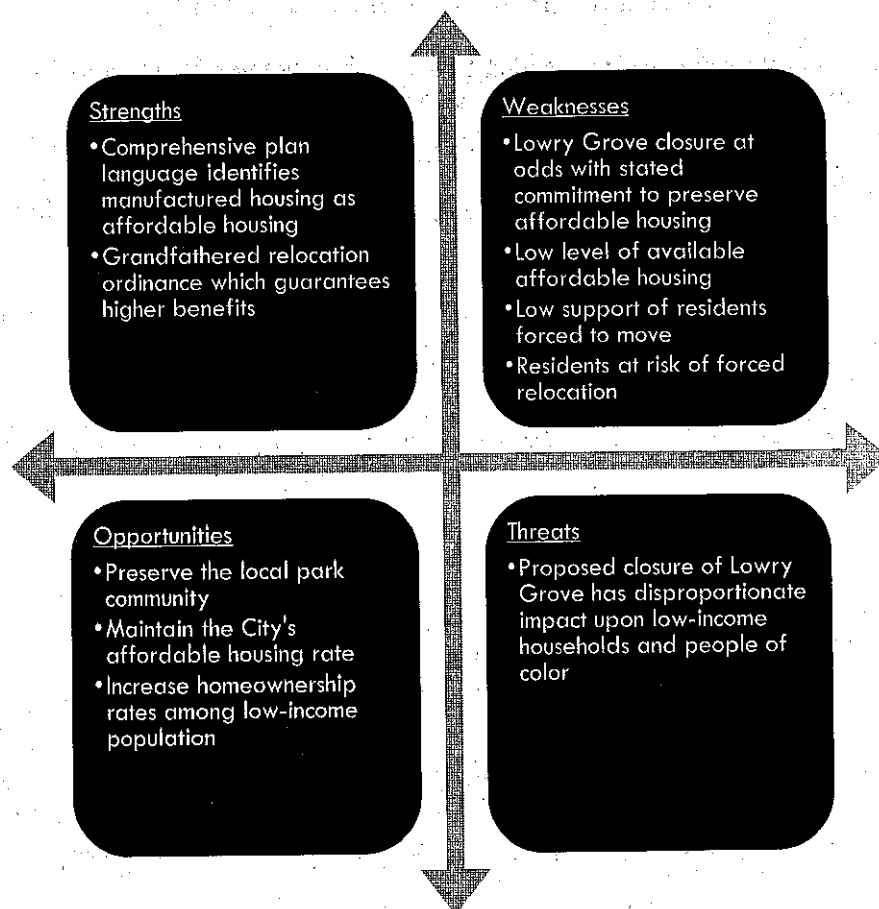 Strengths
•Comprehensive plan
language identifies
manufactured housing as
affordable housing
•Grandfathered relocation
ordinance which guarantees
higher benefits
Weaknesses
•Lowry Grove closure at
odds with stated
commitment to preserve
affordable housing
•Low level of available
affordable housing
•Low support of residents
forced to move
•Residents at risk of forced
relocation
Opportunities
•Preserve the local park
community
•Maintain the City's
affordable housing rate
•Increase homeownership
rates among low-income
population
Threats
•Proposed closure of Lowry
Grove has disproportionate
impact upon low-income
households and people of
color